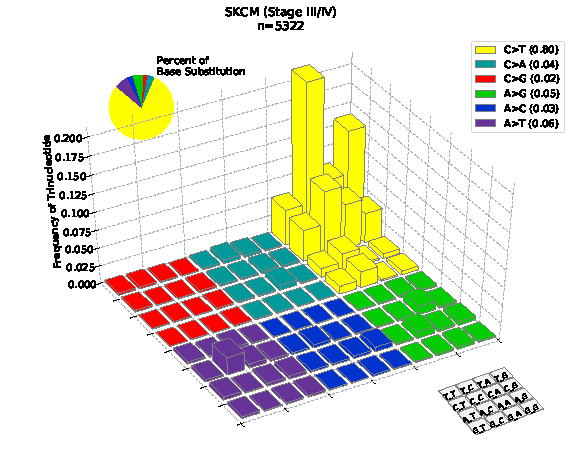 SKCM (Stage III/IV)
n=5322
Percent of
Base Substitution
C>T (0.80)
C>A (0.04)
C>G (0.02)
A>G (0.05)
A>C (0.03)
A>T (0.06)
Frequency of Trinucleotide
0.200
0.175
0.150
0.125
0.100
0.075
0.050
0.025
0.000
T.T T.C T.A T.G
C.T C.C C.A C.G
A.T A.C A.A A.G
G.T G.C G.A G.G